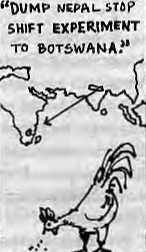 "DUMP NEPAL STOP
SHIFT EXPERIMENT
TO BOTSWANA."